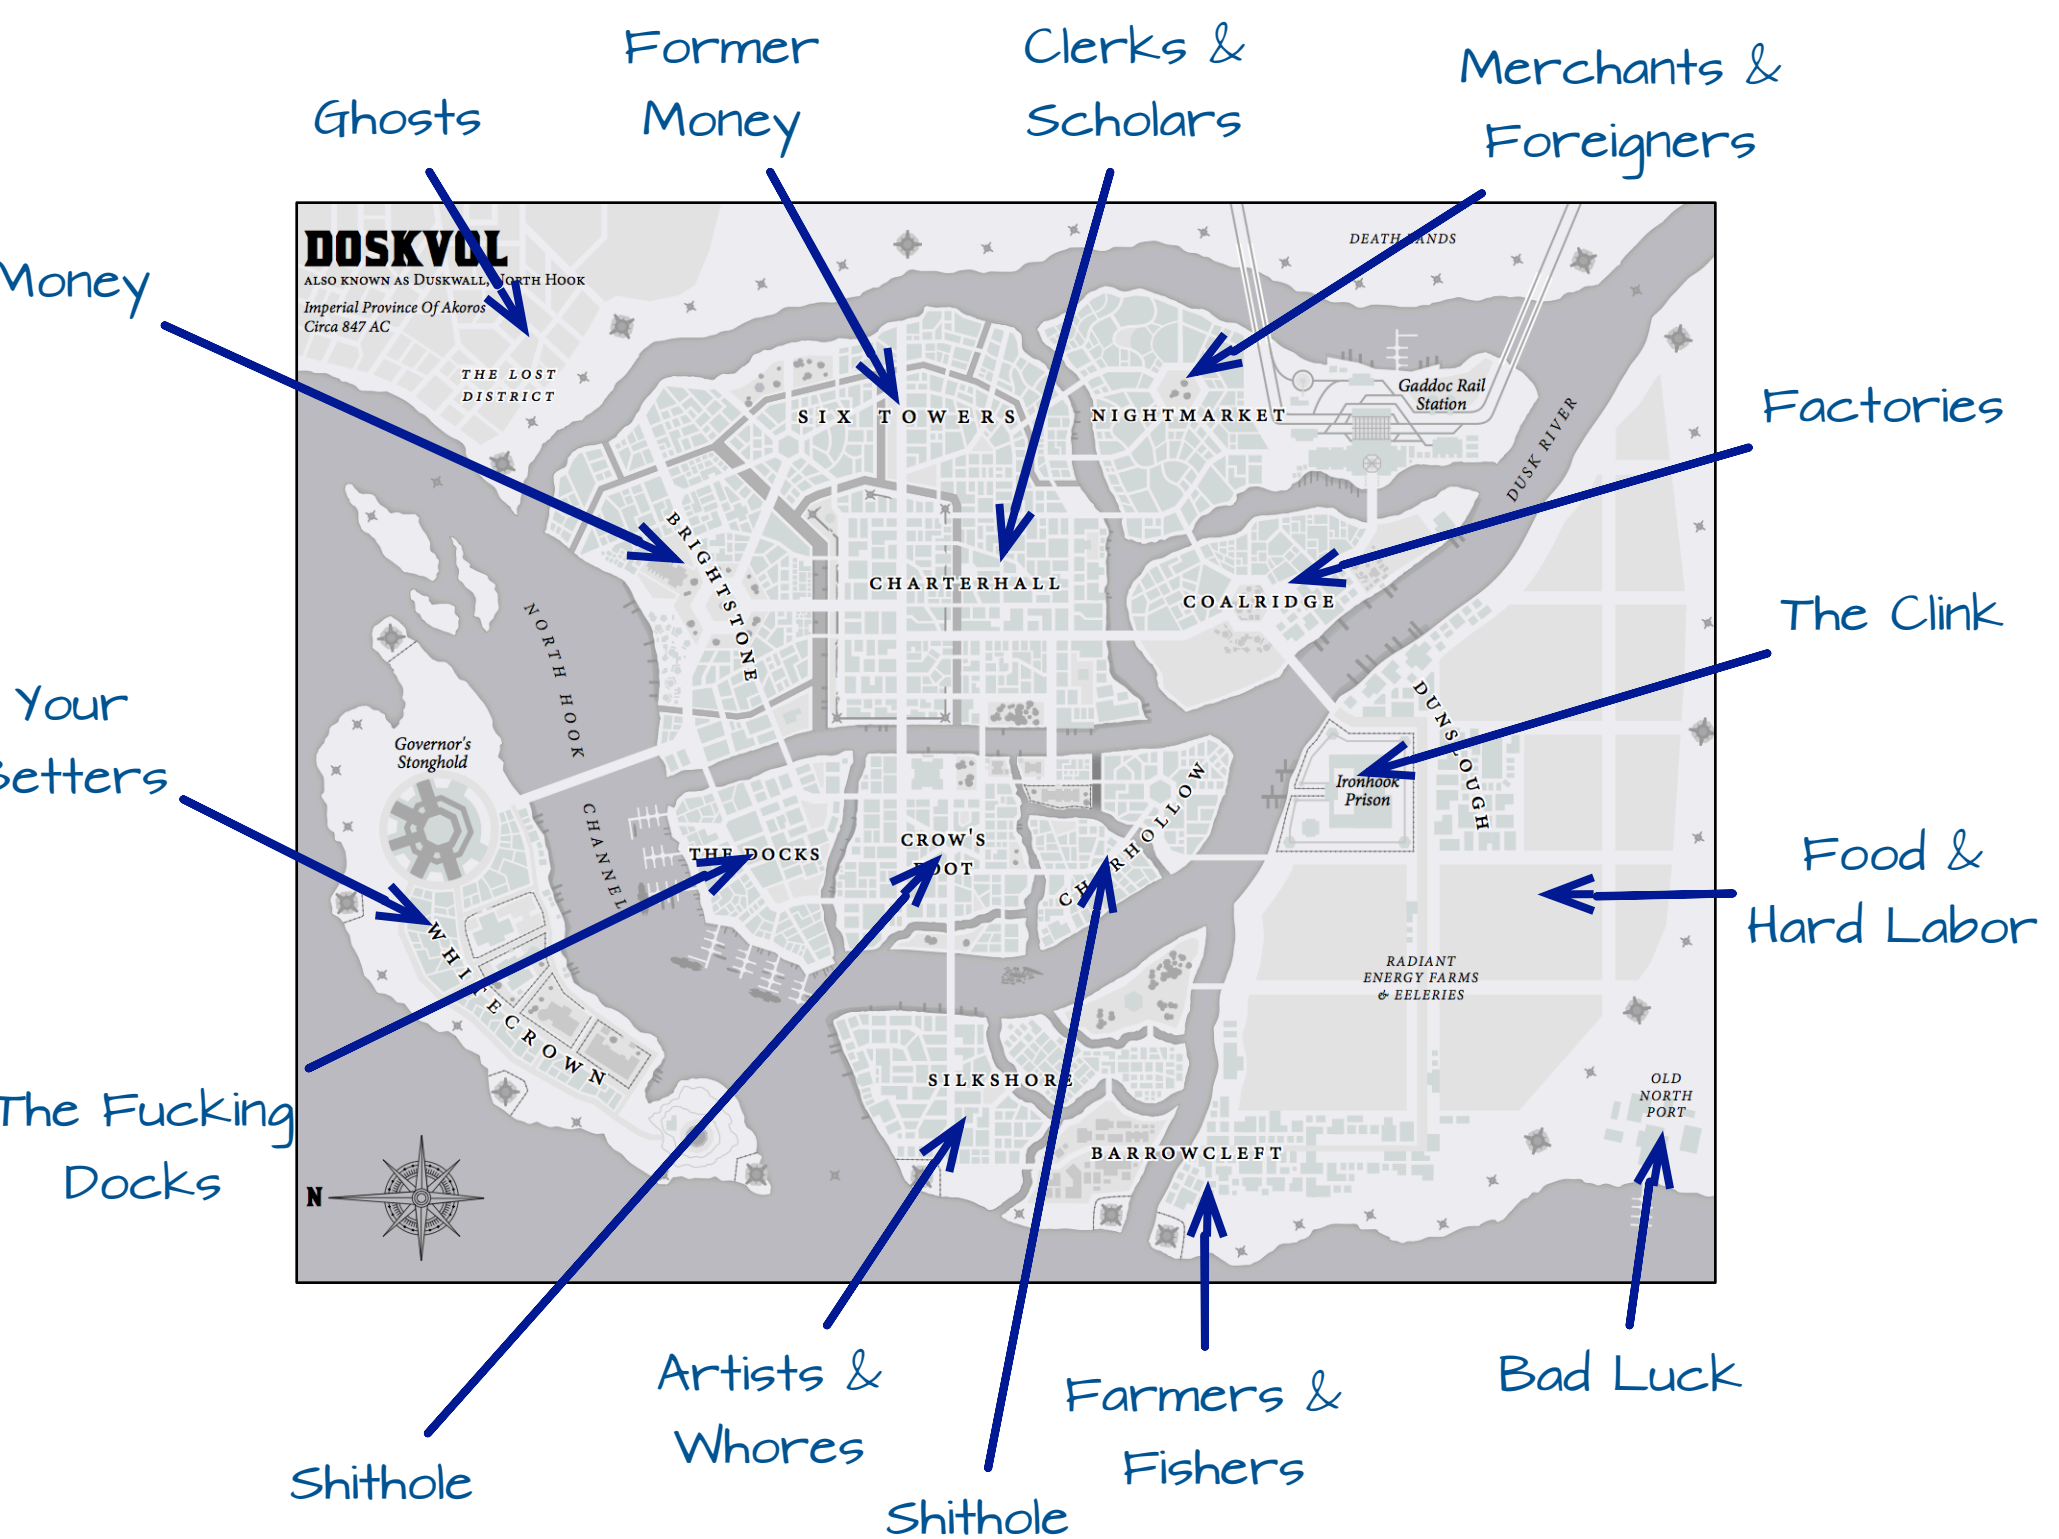 Former
Money
Clerks &
Scholars
Merchants &
Foreigners
Ghosts
Money
Factories
The Clink
Your
Betters
Food &
Hard Labor
The Fucking
Docks
Shithole
Artists &
Whores
Shithole
Farmers &
Fishers
Bad Luck
DOSKVOL
ALSO KNOWN AS DUSKWALL, NORTH HOOK
Imperial Province Of Akoros
Circa 847 AC
THE LOST
DISTRICT
DEATH LANDS
SIX TOWERS
NIGHTMARKET
Gaddoc Rail
Station
DUSK RIVER
BRIGHTSTONE
CHARTERHALL
COALRIDGE
NORTH HOOK CHANNEL
DUNSLOUGH
Governor's
Stonghold
Ironhook
Prison
THE DOCKS
CROW'S
FOOT
CHARHOLLOW
WHITECROWN
RADIANT
ENERGY FARMS
& EELERIES
SILKSHORE
OLD
NORTH
PORT
BARROWCLEFT
N